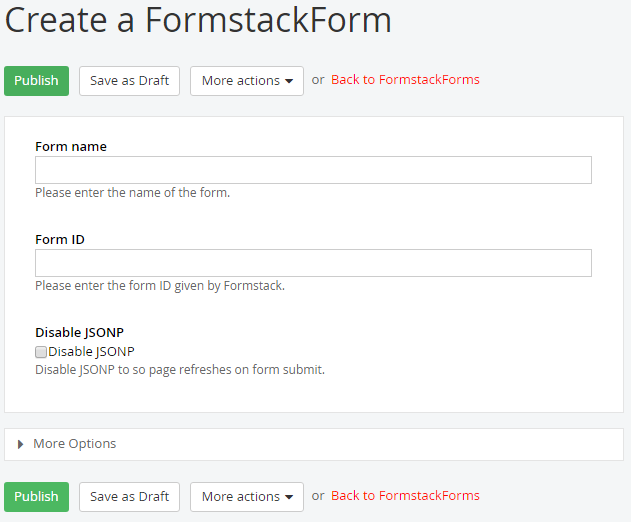 Create a FormstackForm
Publish Save as Draft More actions or Back to FormstackForms
Form name
Please enter the name of the form.
Form ID
Please enter the form ID given by Formstack.
Disable JSONP
Disable JSONP
Disable JSONP to so page refreshes on form submit.
More Options
Publish Save as Draft More actions or Back to FormstackForms